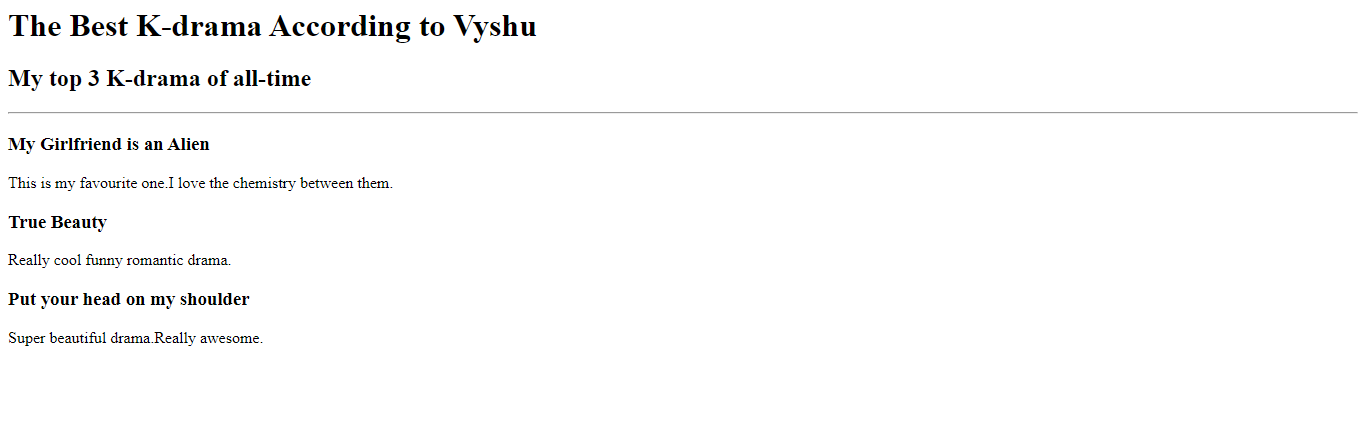 The Best K-drama According to Vyshu
My top 3 K-drama of all-time
My Girlfriend is an Alien
This is my favourite one.I love the chemistry between them.
True Beauty
Really cool funny romantic drama.
Put your head on my shoulder
Super beautiful drama.Really awesome.